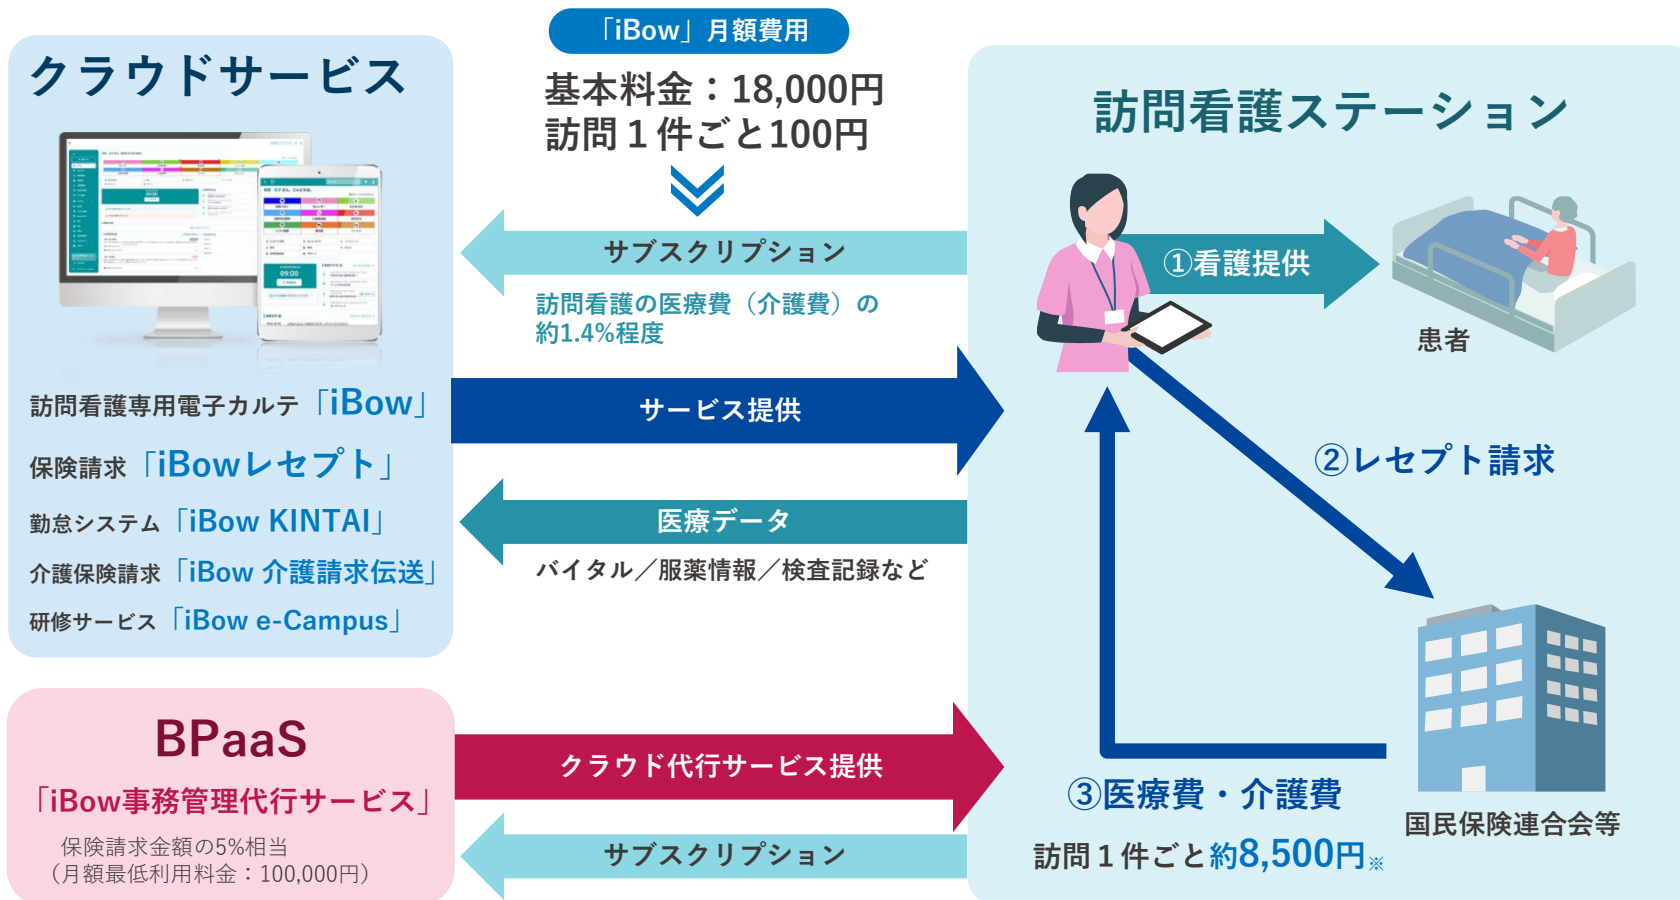 「iBow」月額費用
基本料金：18,000円
訪問１件ごと100円
クラウドサービス
09:00
09:00
訪問看護専用電子カルテ「iBow」
保険請求「iBowレセプト」
勤怠システム「iBow KINTAI」
介護保険請求「iBow 介護請求伝送」
研修サービス「iBow e-Campus」
サブスクリプション
訪問看護の医療費（介護費）の
約1.4%程度
サービス提供
医療データ
バイタル／服薬情報／検査記録など
訪問看護ステーション
①看護提供
患者
②レセプト請求
国民保険連合会等
③医療費・介護費
訪問１件ごと約8,500円※
BPaaS
「iBow事務管理代行サービス」
保険請求金額の5%相当
（月額最低利用料金：100,000円）
クラウド代行サービス提供
サブスクリプション